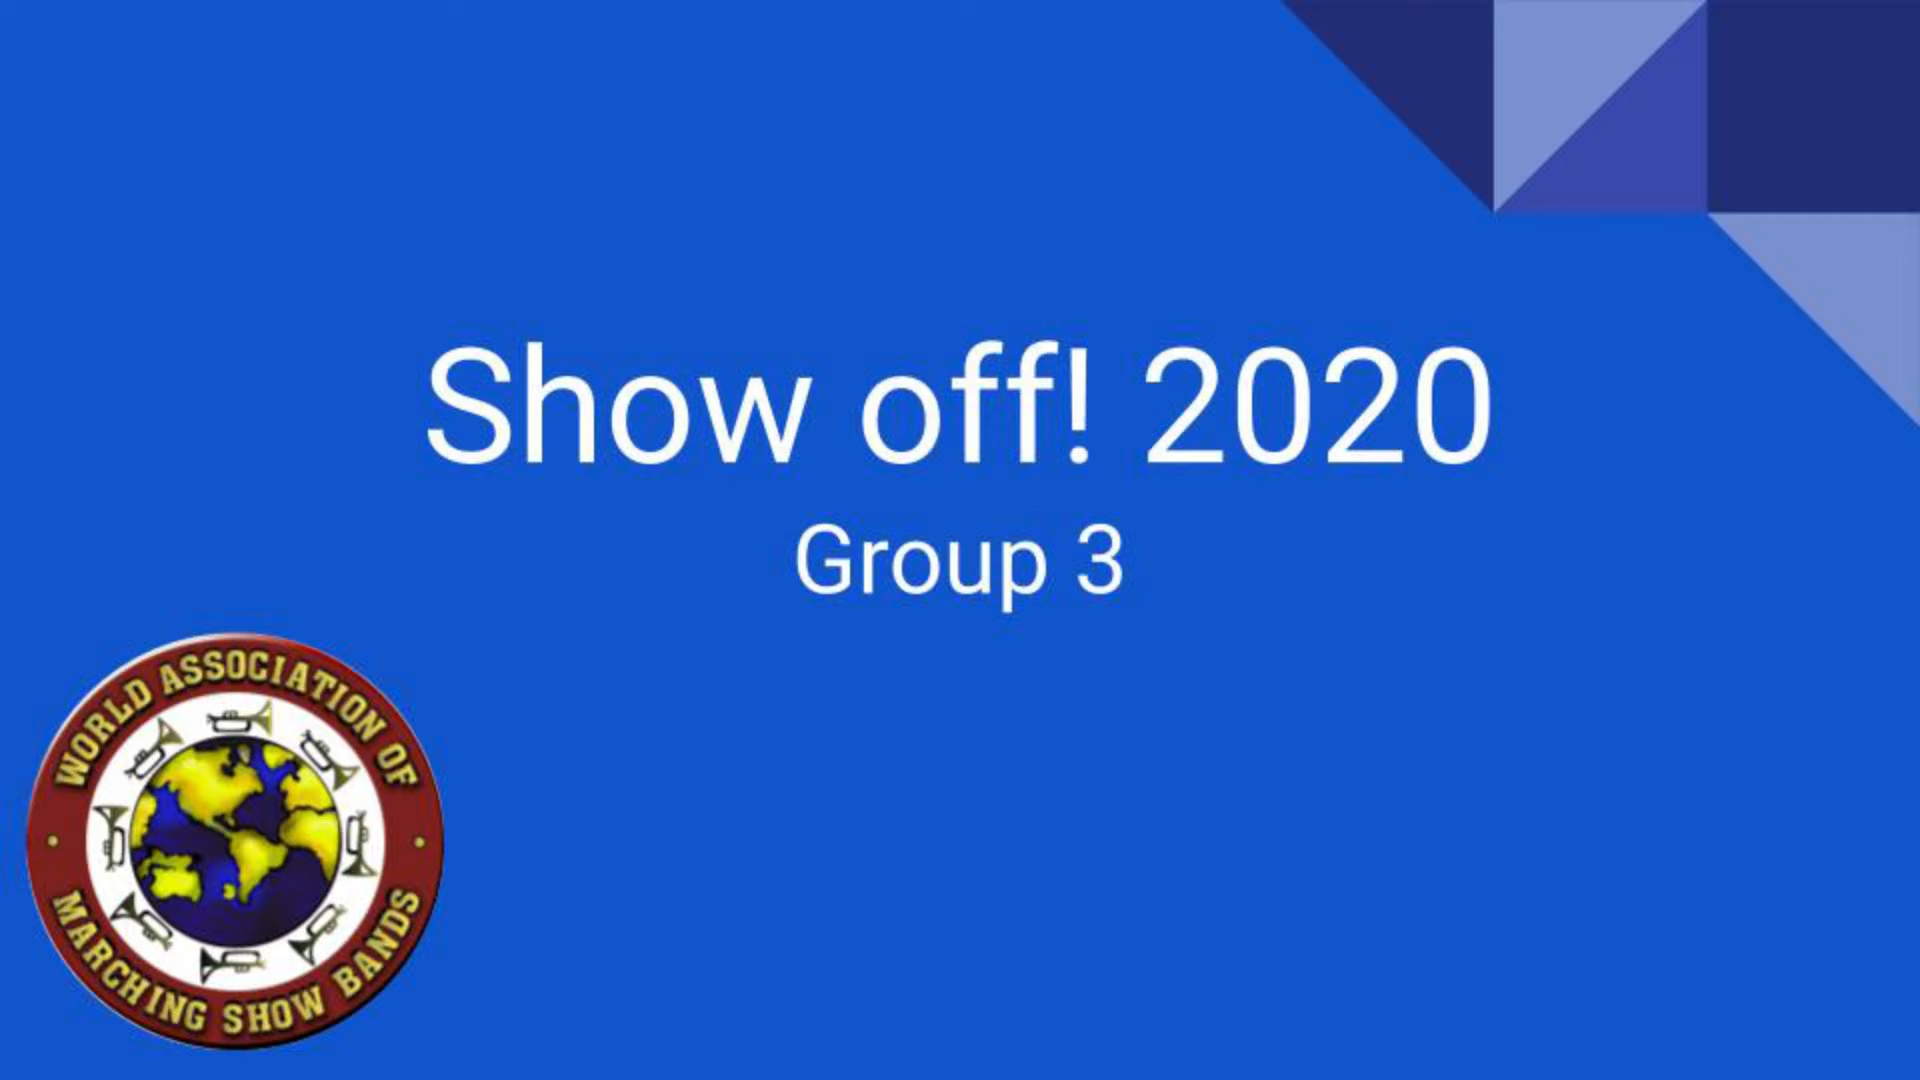 Show off! 2020
Group 3
WORLD ASSOCIATION OF
MARCHING SHOW BANDS